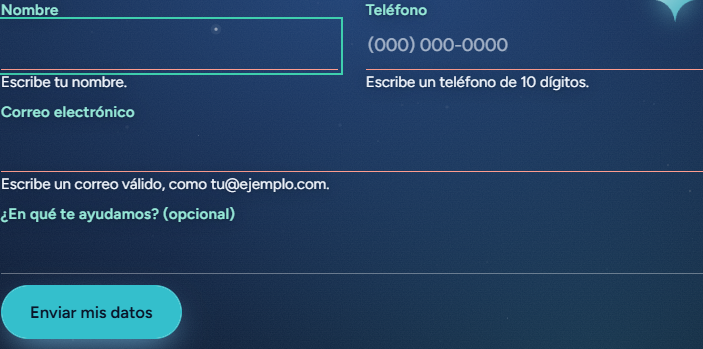 Nombre
Teléfono
(000) 000-0000
Escribe tu nombre.
Escribe un teléfono de 10 dígitos.
Correo electrónico
Escribe un correo válido, como tu@ejemplo.com.
¿En qué te ayudamos? (opcional)
Enviar mis datos